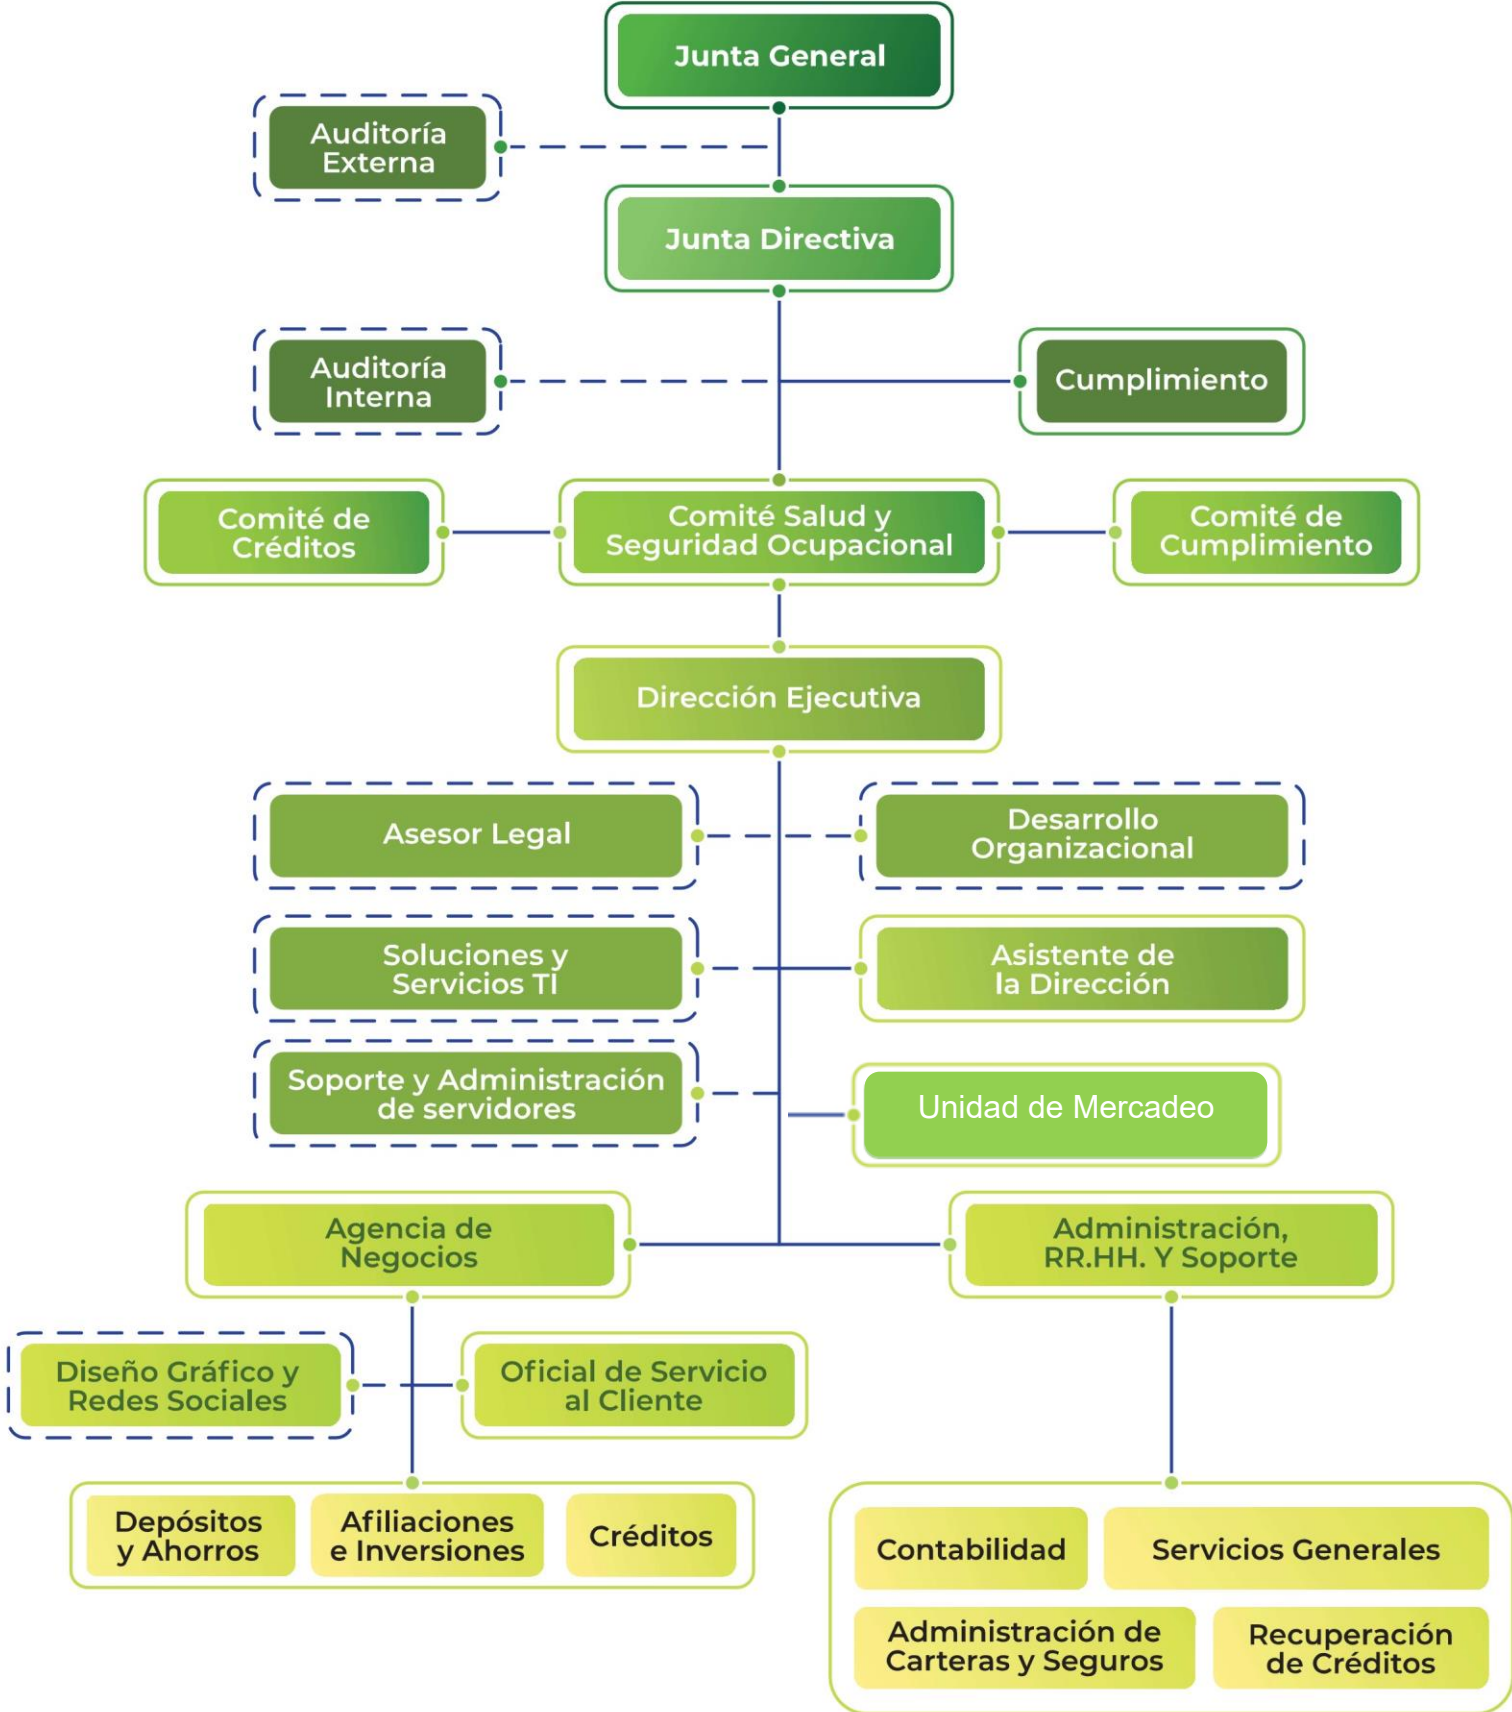 Junta General
Auditoría
Externa
Junta Directiva
Auditoría
Interna
Cumplimiento
Comité de
Créditos
Comité Salud y
Seguridad Ocupacional
Comité de
Cumplimiento
Dirección Ejecutiva
Asesor Legal
Desarrollo
Organizacional
Soluciones y
Servicios TI
Asistente de
la Dirección
Soporte y Administración
de servidores
Unidad de Mercadeo
Agencia de
Negocios
Administración,
RR.HH. Y Soporte
Diseño Gráfico y
Redes Sociales
Oficial de Servicio
al Cliente
Depósitos
y Ahorros
Afiliaciones
e Inversiones
Créditos
Contabilidad
Servicios Generales
Administración de
Carteras y Seguros
Recuperación
de Créditos